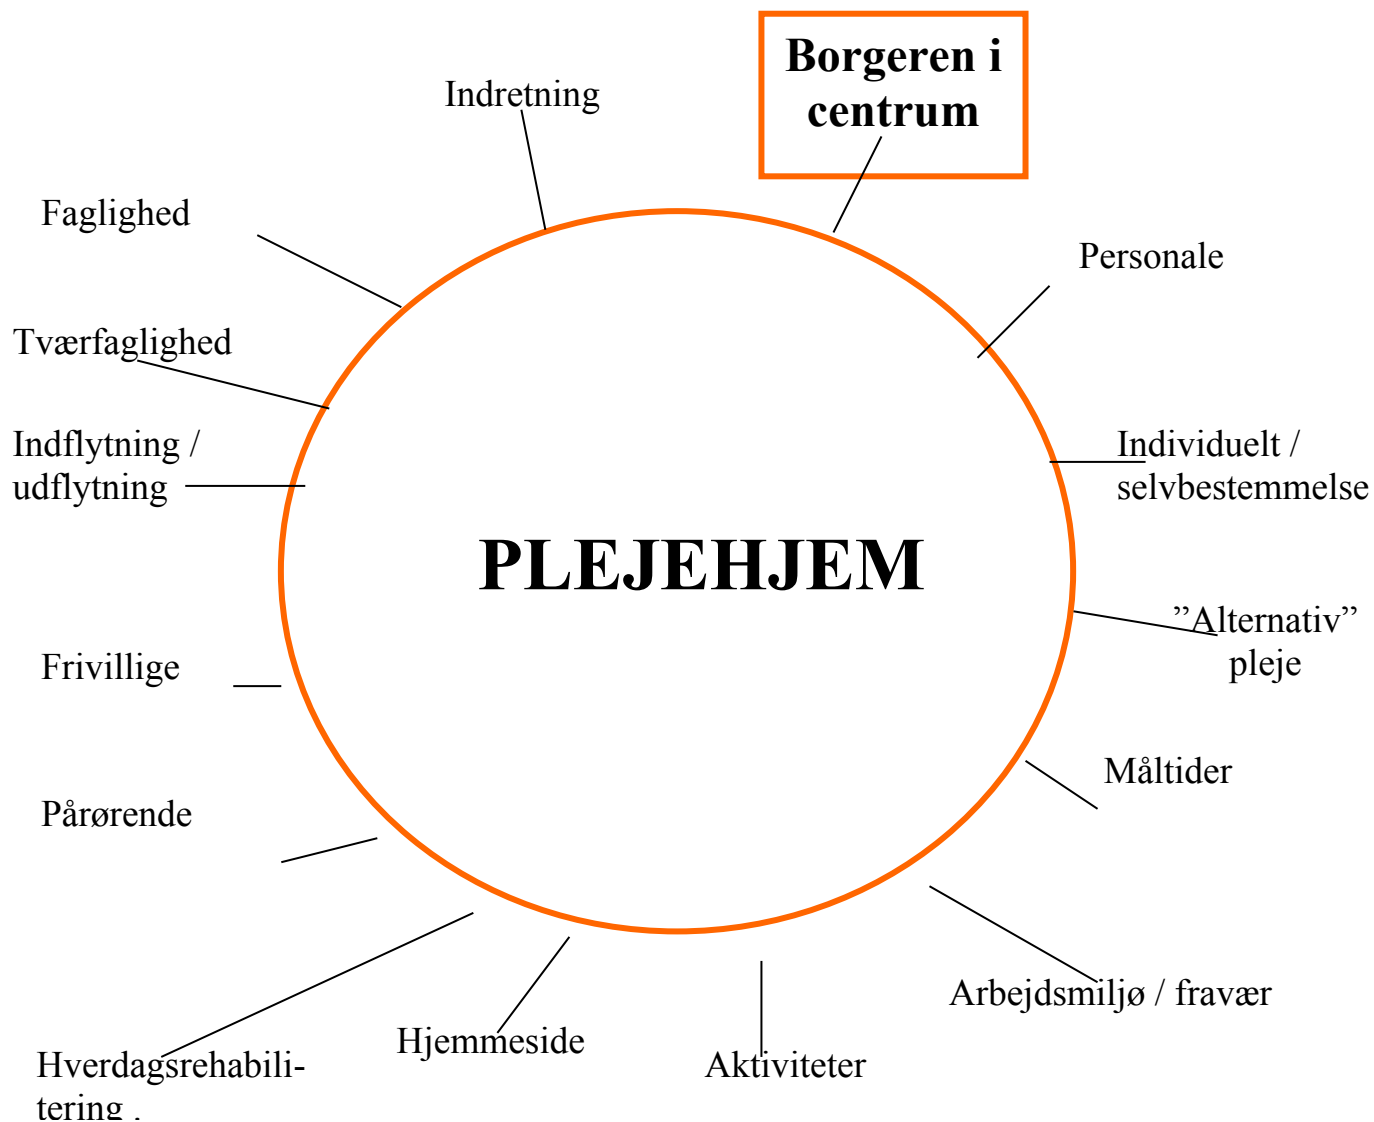 Borgeren i
centrum
Indretning
Faglighed
Personale
Tværfaglighed
Indflytning /
udflytning
Individuelt /
selvbestemmelse
PLEJEHJEM
”Alternativ”
pleje
Frivillige
Måltider
Pårørende
Arbejdsmiljø / fravær
Hjemmeside
Aktiviteter
Hverdagsrehabili-
tering .